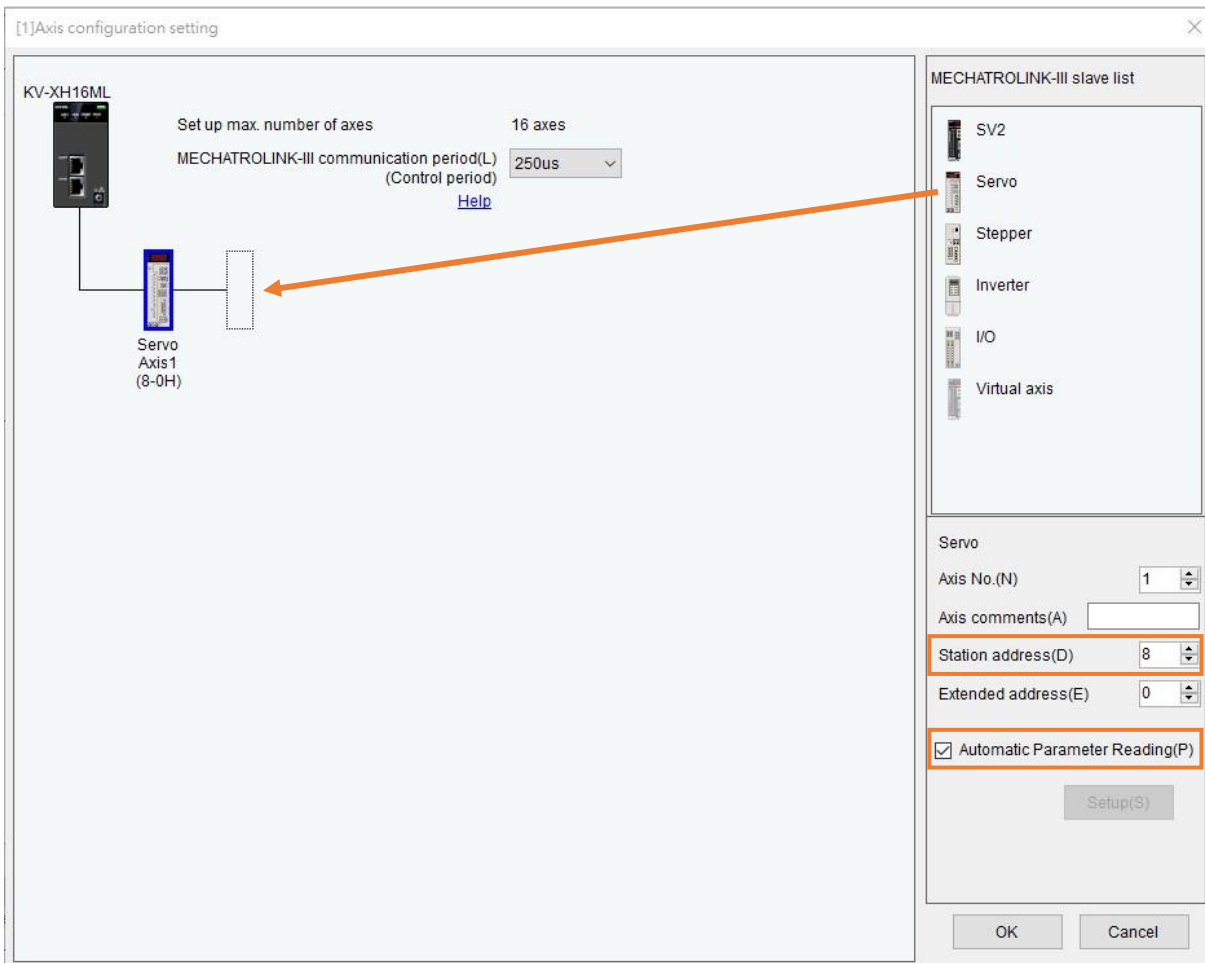 [1]Axis configuration setting
KV-XH16ML
Set up max. number of axes 16 axes
MECHATROLINK-III communication period(L) 250us
(Control period)
Help
Servo
Axis1
(8-0H)
MECHATROLINK-III slave list
SV2
Servo
Stepper
Inverter
I/O
Virtual axis
Servo
Axis No.(N) 1
Axis comments(A)
Station address(D) 8
Extended address(E) 0
Automatic Parameter Reading(P)
Setup(S)
OK Cancel